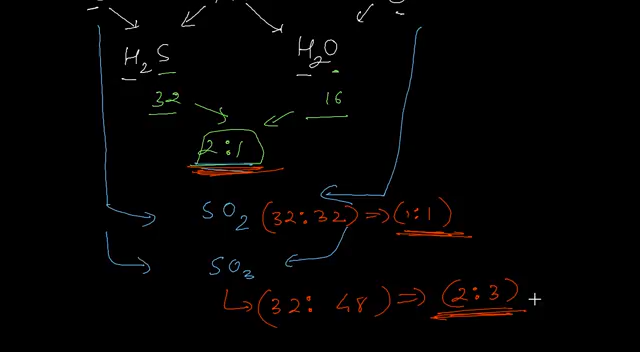 H₂S H₂O
32 16
2:1
SO₂ (32:32) ⇒ (1:1)
SO₃
↳ (32: 48) ⇒ (2:3)